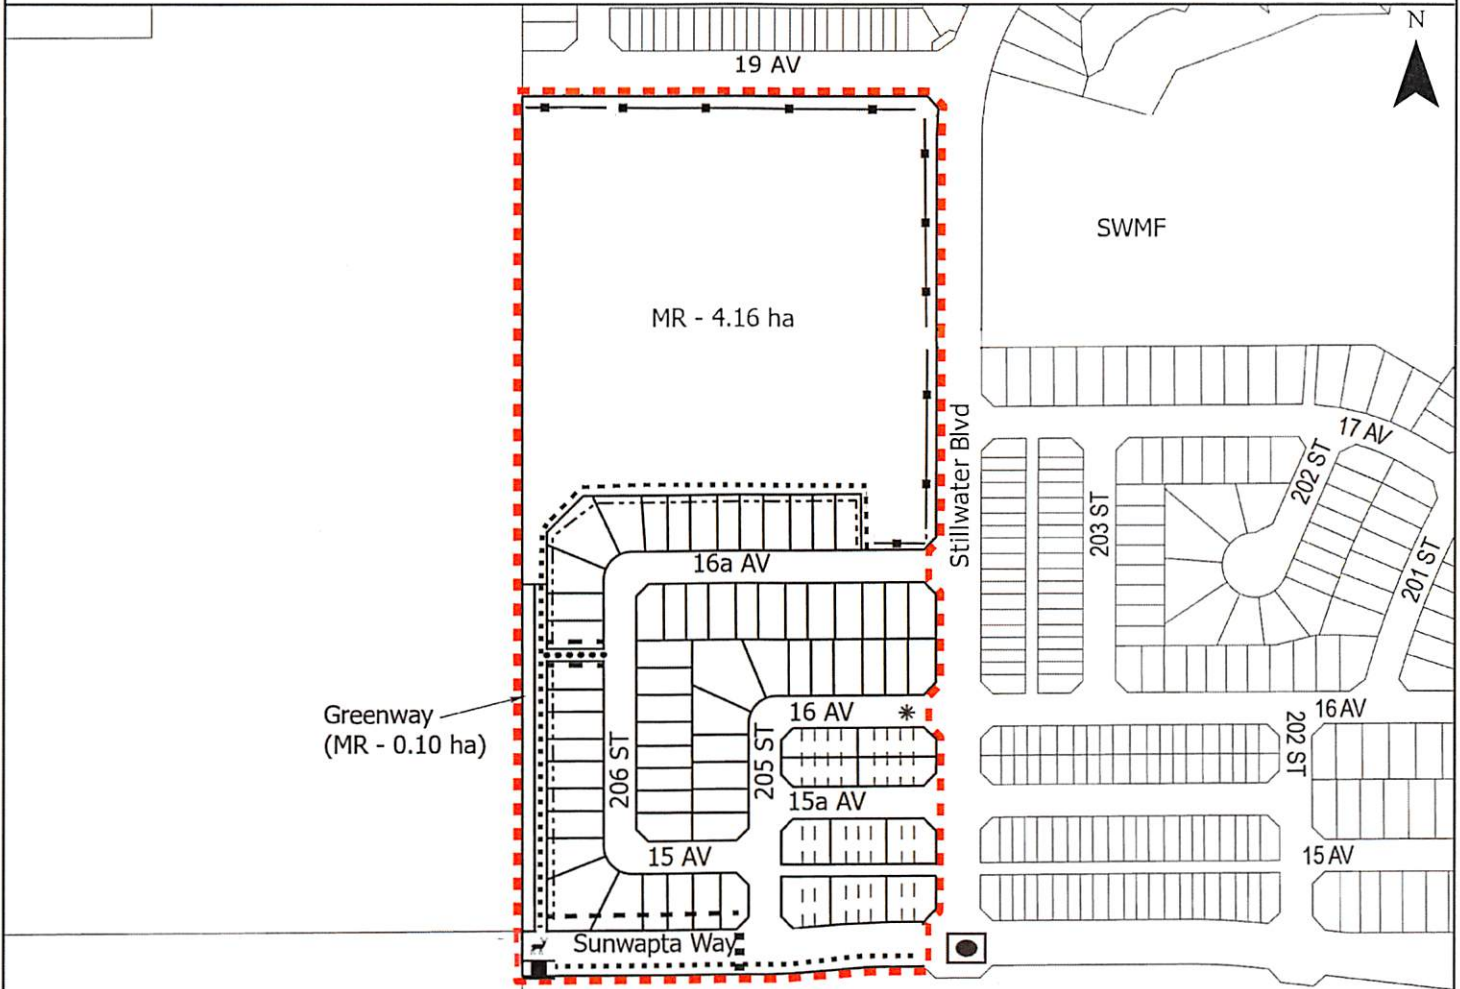 N
19 AV
SWMF
MR - 4.16 ha
Stillwater Blvd
17 AV
202 ST
203 ST
201 ST
16a AV
Greenway
(MR - 0.10 ha)
206 ST
205 ST
16 AV
15a AV
15 AV
16 AV
202 ST
15 AV
Sunwapta Way